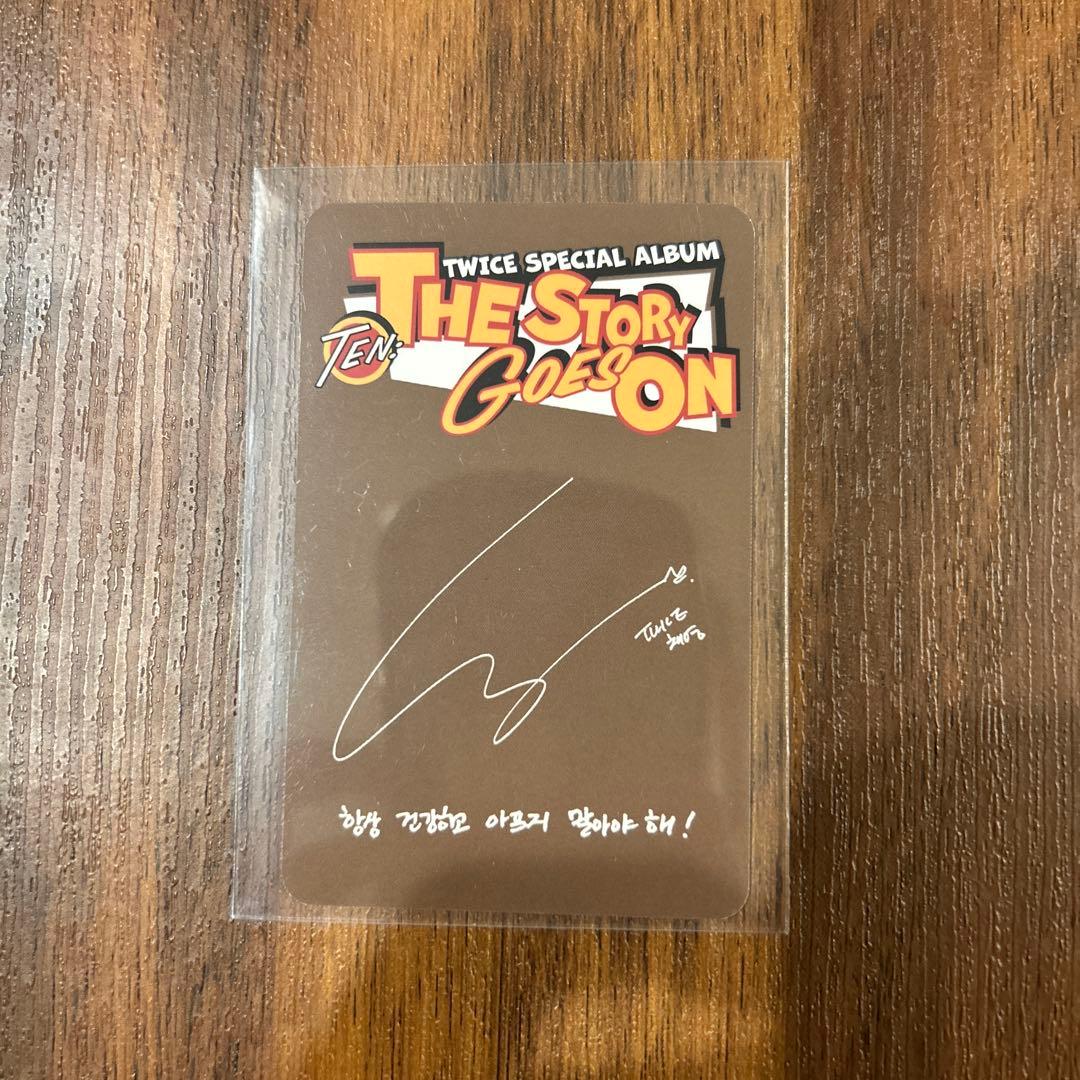 TWICE SPECIAL ALBUM
TEN: THE STORY
GOES ON
TWICE
채영
항상 건강하고 아프지 말아야 해!